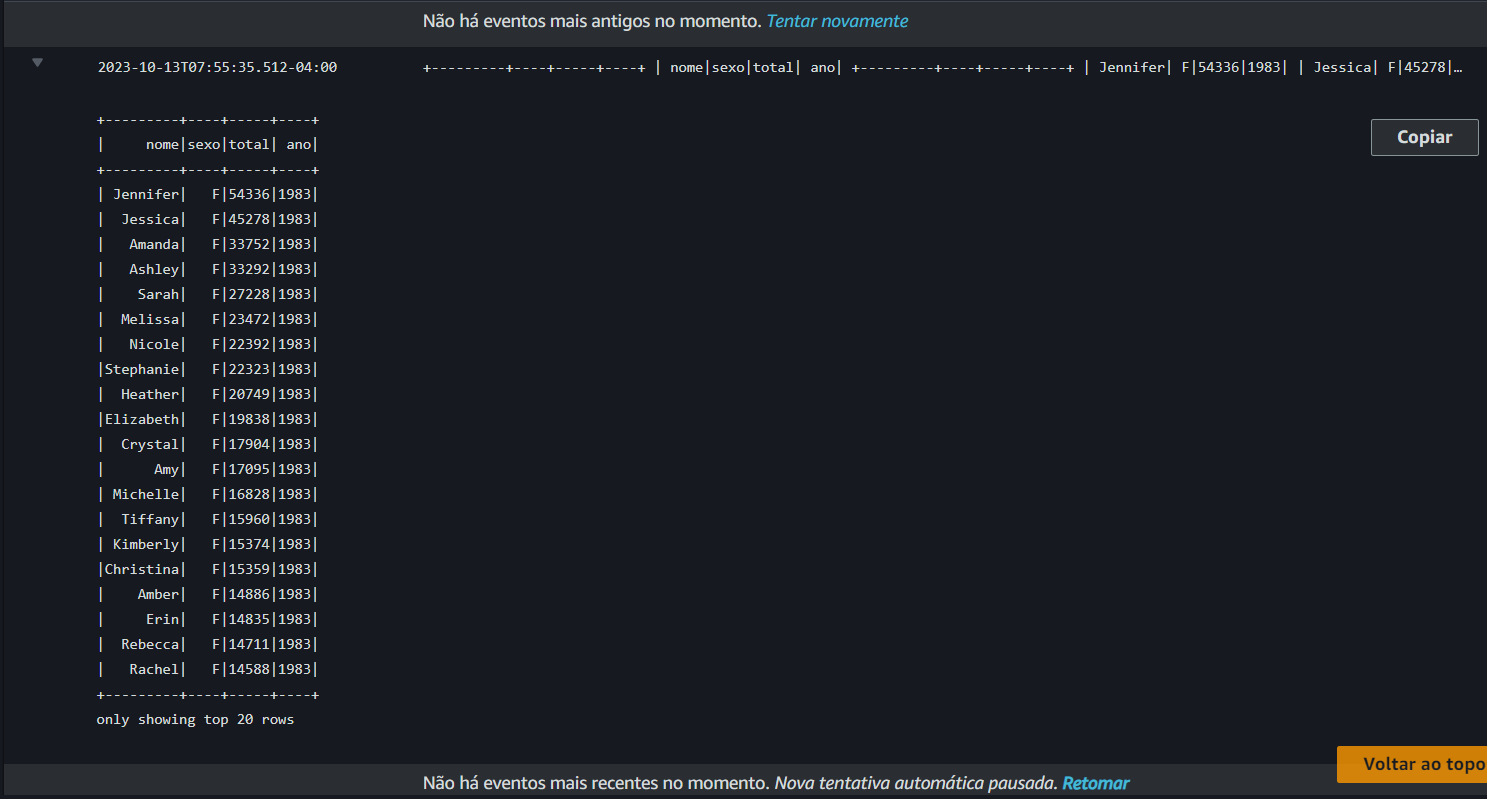 Não há eventos mais antigos no momento. Tentar novamente
2023-10-13T07:55:35.512-04:00 +---------+----+-----+----+ | nome|sexo|total| ano| +---------+----+-----+----+ | Jennifer| F|54336|1983| | Jessica| F|45278|…
+---------+----+-----+----+
|     nome|sexo|total| ano|
+---------+----+-----+----+
| Jennifer|   F|54336|1983|
|  Jessica|   F|45278|1983|
|   Amanda|   F|33752|1983|
|   Ashley|   F|33292|1983|
|    Sarah|   F|27228|1983|
|  Melissa|   F|23472|1983|
|   Nicole|   F|22392|1983|
|Stephanie|   F|22323|1983|
|  Heather|   F|20749|1983|
|Elizabeth|   F|19838|1983|
|  Crystal|   F|17904|1983|
|      Amy|   F|17095|1983|
| Michelle|   F|16828|1983|
|  Tiffany|   F|15960|1983|
| Kimberly|   F|15374|1983|
|Christina|   F|15359|1983|
|    Amber|   F|14886|1983|
|     Erin|   F|14835|1983|
|  Rebecca|   F|14711|1983|
|   Rachel|   F|14588|1983|
+---------+----+-----+----+
only showing top 20 rows
Copiar
Voltar ao topo
Não há eventos mais recentes no momento. Nova tentativa automática pausada. Retomar